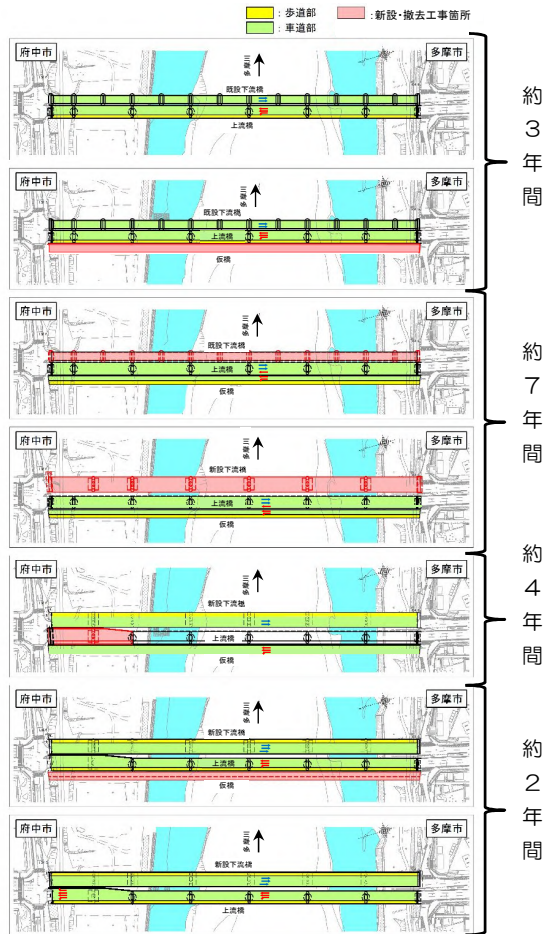 ：歩道部
：新設・撤去工事箇所
：車道部
府中市
多摩市
多摩川
既設下流橋
上流橋
約３年間
府中市
多摩市
多摩川
既設下流橋
上流橋
仮橋
府中市
多摩市
多摩川
既設下流橋
上流橋
仮橋
約７年間
府中市
多摩市
多摩川
新設下流橋
上流橋
仮橋
府中市
多摩市
多摩川
新設下流橋
上流橋
仮橋
約４年間
府中市
多摩市
多摩川
新設下流橋
上流橋
仮橋
約２年間
府中市
多摩市
多摩川
新設下流橋
上流橋